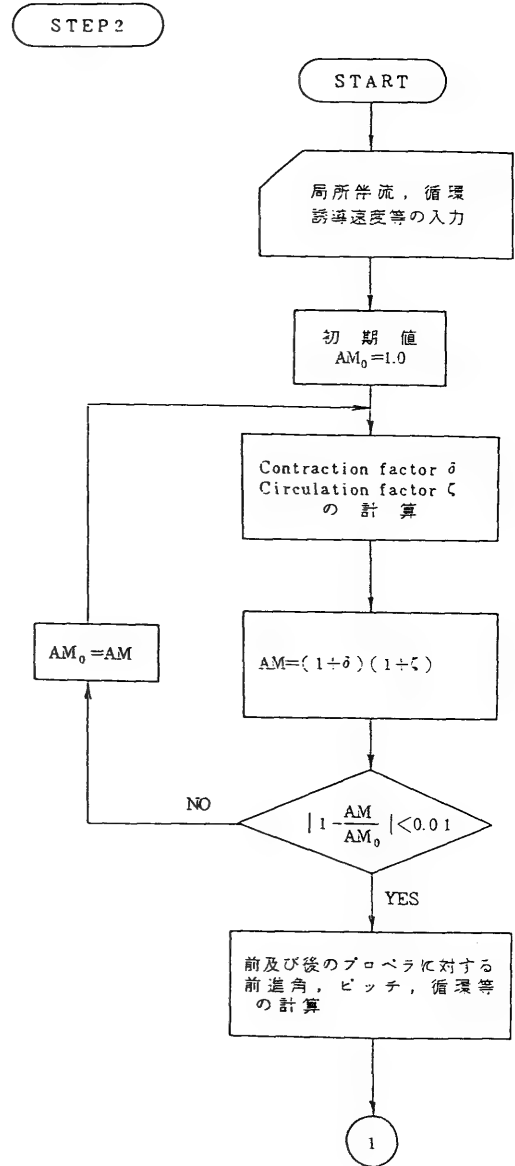 STEP2
START
局所伴流，循環
誘導速度等の入力
初期値
AM₀=1.0
Contraction factor δ
Circulation factor ζ
の計算
AM₀=AM
AM=(1+δ)(1+ζ)
NO
|1-AM/AM₀|<0.01
YES
前及び後のプロペラに対する
前進角，ピッチ，循環等
の計算
1